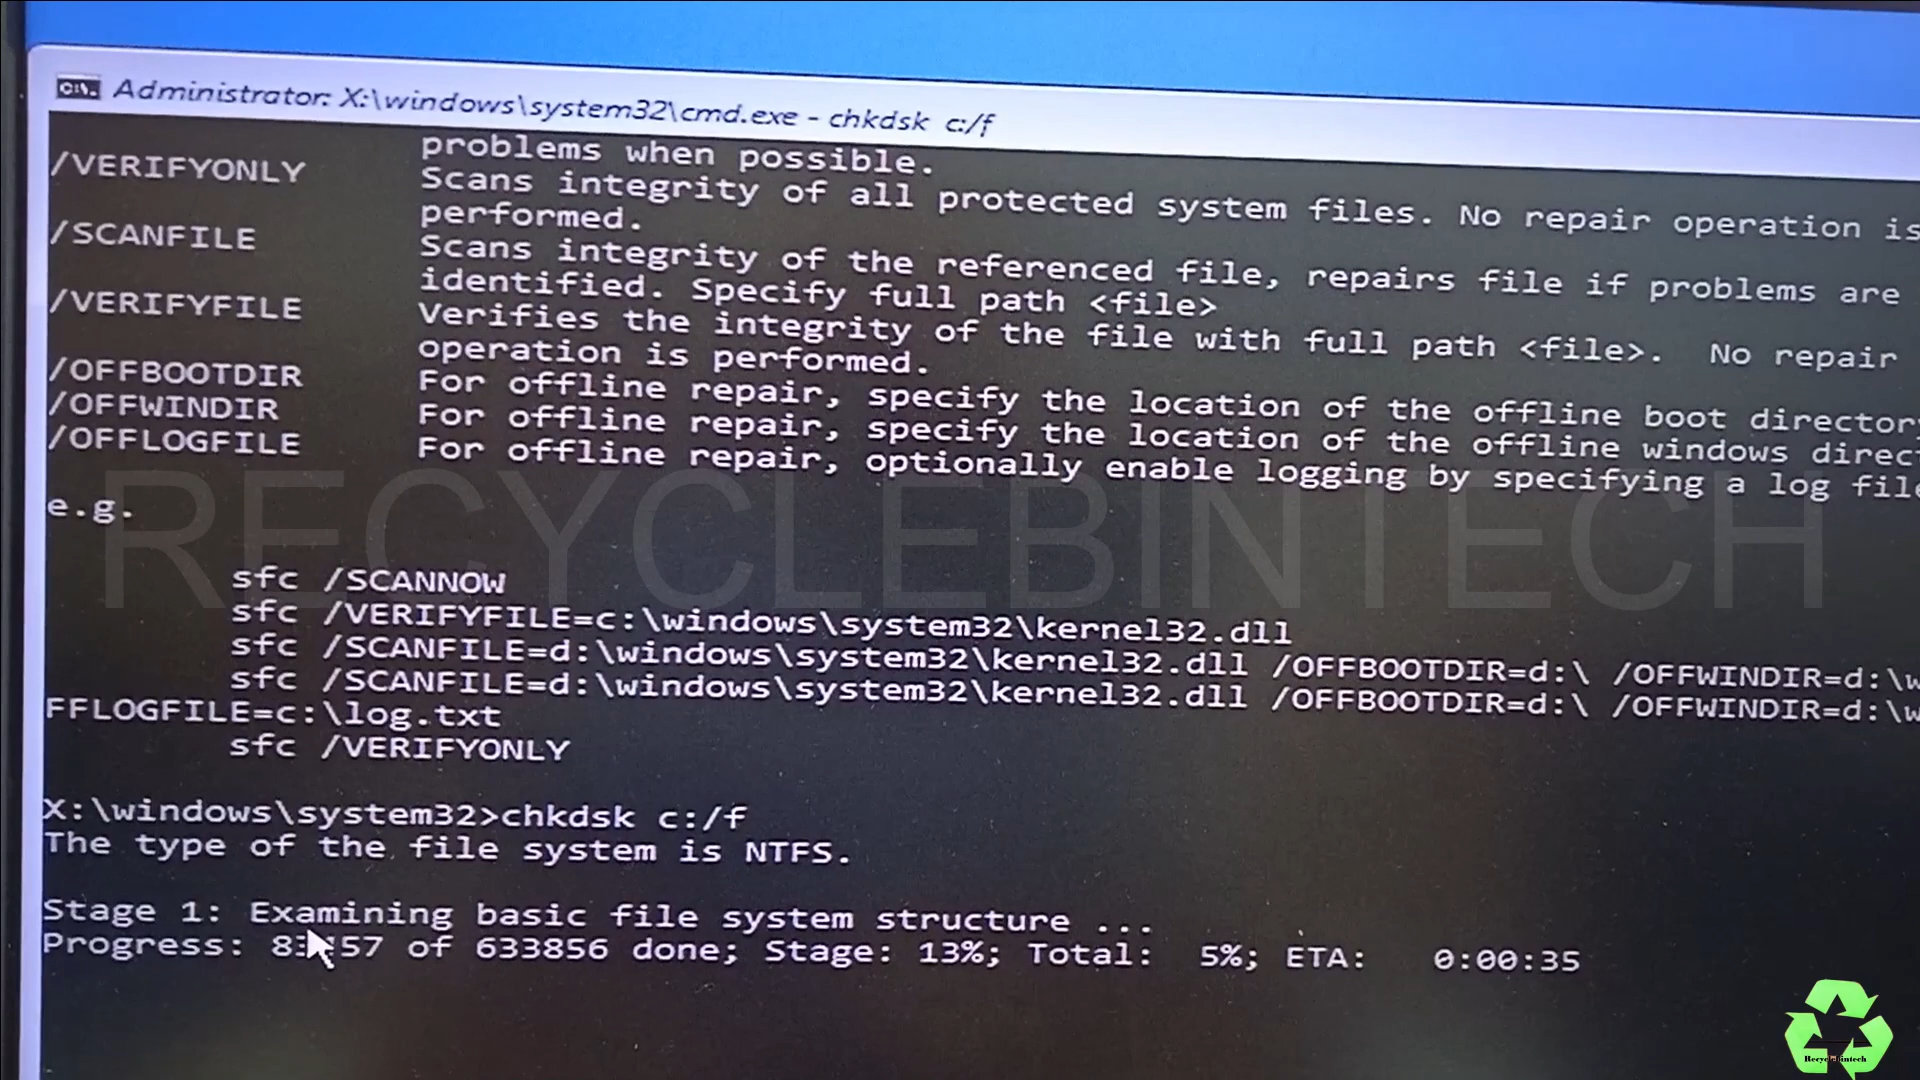 Administrator: X:\windows\system32\cmd.exe - chkdsk c:/f
problems when possible.
/VERIFYONLY Scans integrity of all protected system files. No repair operation is
performed.
/SCANFILE Scans integrity of the referenced file, repairs file if problems are
identified. Specify full path <file>
/VERIFYFILE Verifies the integrity of the file with full path <file>. No repair
operation is performed.
/OFFBOOTDIR For offline repair, specify the location of the offline boot directory
/OFFWINDIR For offline repair, specify the location of the offline windows direc
/OFFLOGFILE For offline repair, optionally enable logging by specifying a log file
RECYCLEBINTECH
e.g.
sfc /SCANNOW
sfc /VERIFYFILE=c:\windows\system32\kernel32.dll
sfc /SCANFILE=d:\windows\system32\kernel32.dll /OFFBOOTDIR=d:\ /OFFWINDIR=d:\w
sfc /SCANFILE=d:\windows\system32\kernel32.dll /OFFBOOTDIR=d:\ /OFFWINDIR=d:\w
FFLOGFILE=c:\log.txt
sfc /VERIFYONLY
X:\windows\system32>chkdsk c:/f
The type of the file system is NTFS.
Stage 1: Examining basic file system structure ...
Progress: of 633856 done; Stage: 13%; Total: 5%; ETA: 0:00:35
Recyclebintech